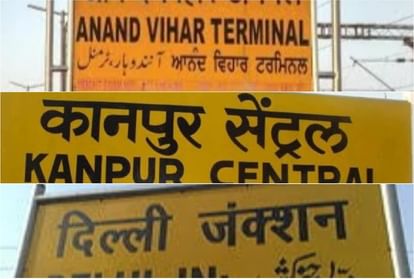 ANAND VIHAR TERMINAL
آنند وہار ٹرمنل ਆਨੰਦ ਵਿਹਾਰ ਟਰਮਿਨਲ
कानपुर सेंट्रल
KANPUR CENTRAL
दिल्ली जंक्शन